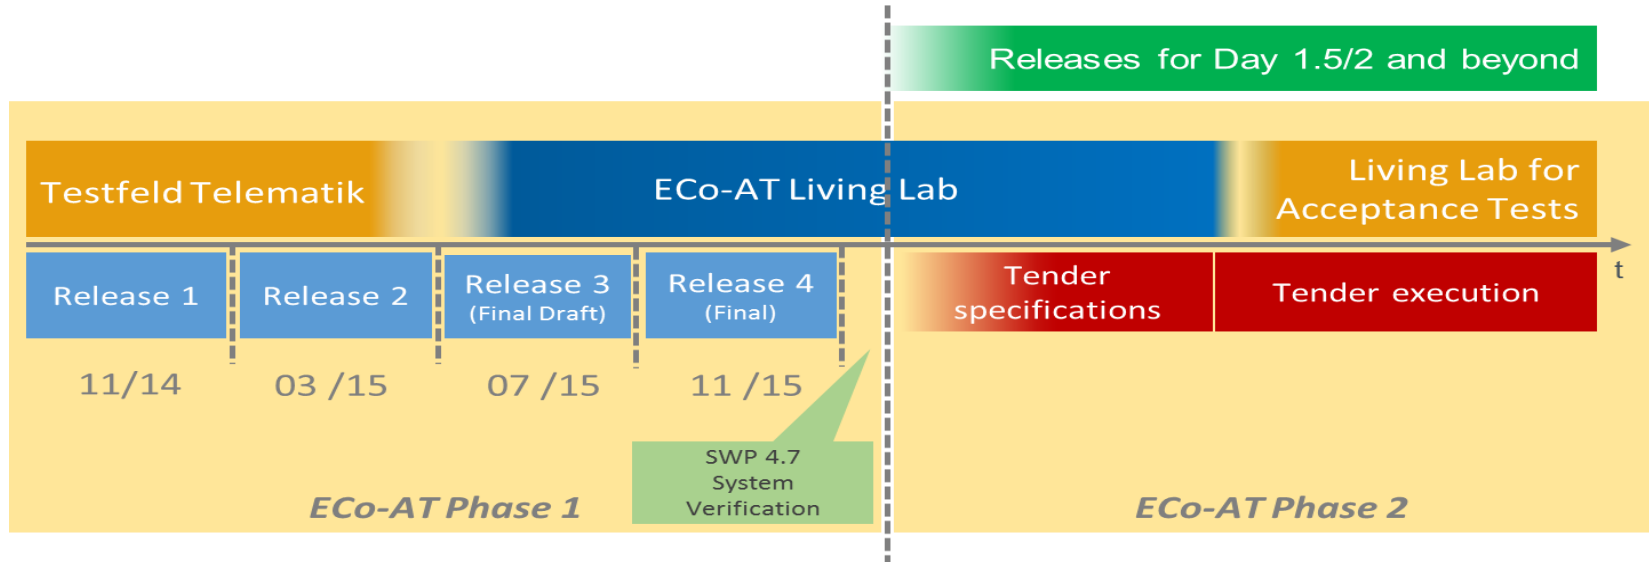 Releases for Day 1.5/2 and beyond
Testfeld Telematik
ECo-AT Living Lab
Living Lab for
Acceptance Tests
t
Release 1
Release 2
Release 3
(Final Draft)
Release 4
(Final)
Tender
specifications
Tender execution
11/14
03 /15
07 /15
11 /15
SWP 4.7
System
Verification
ECo-AT Phase 1
ECo-AT Phase 2